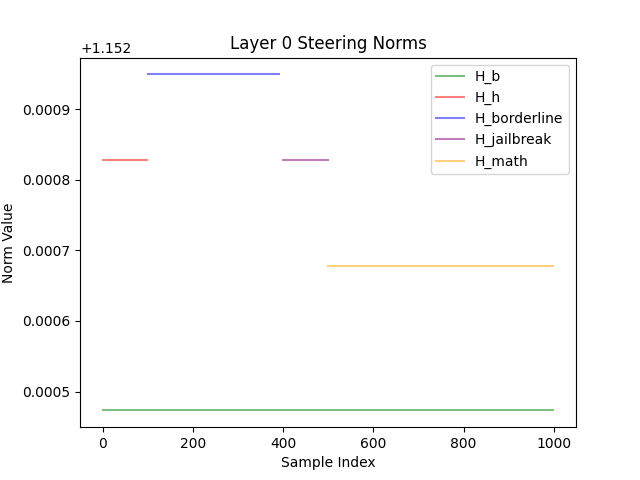 Layer 0 Steering Norms
+1.152
H_b
H_h
H_borderline
H_jailbreak
H_math
Norm Value
0.0009
0.0008
0.0007
0.0006
0.0005
0
200
400
600
800
1000
Sample Index